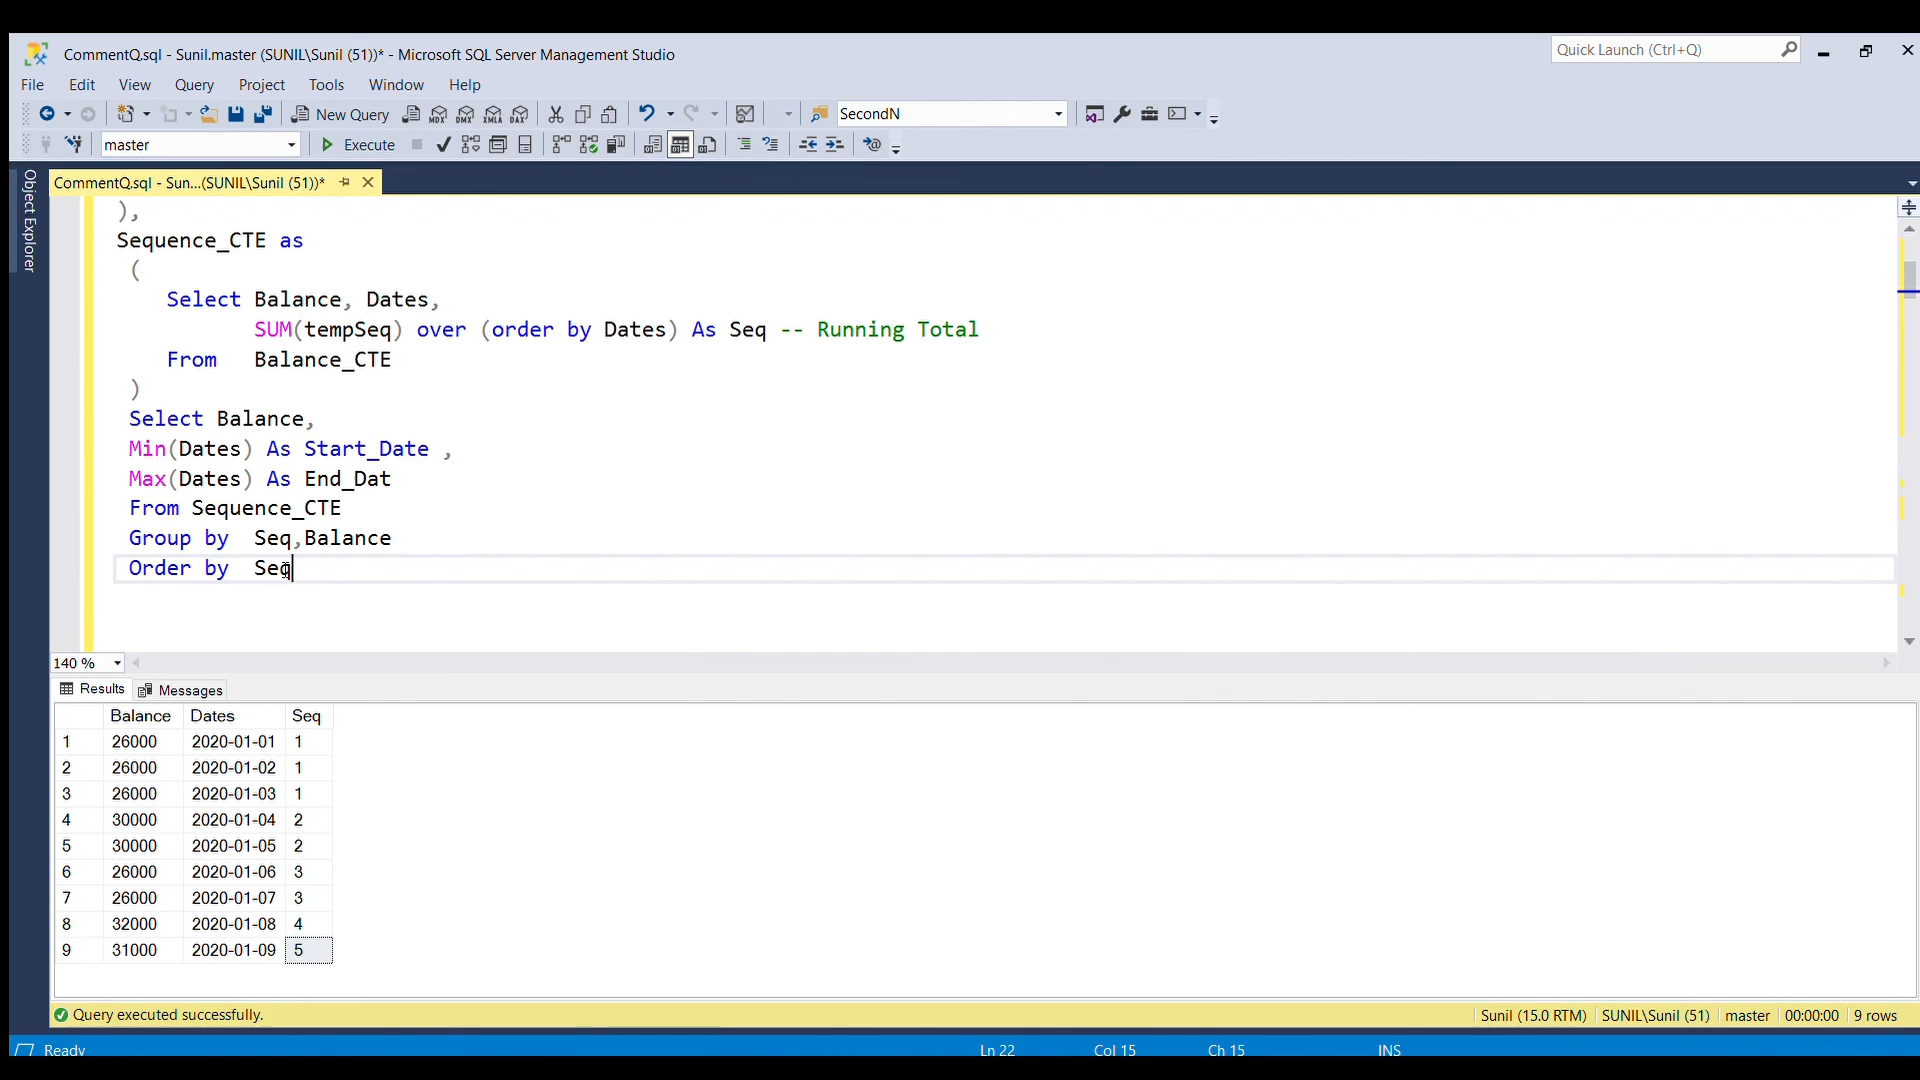 CommentQ.sql - Sunil.master (SUNIL\Sunil (51))* - Microsoft SQL Server Management Studio
Quick Launch (Ctrl+Q)
File Edit View Query Project Tools Window Help
New Query MDX DMX XMLA DAX SecondN
master Execute
Object Explorer
CommentQ.sql - Sun...(SUNIL\Sunil (51))*
),
Sequence_CTE as
(
Select Balance, Dates,
SUM(tempSeq) over (order by Dates) As Seq -- Running Total
From Balance_CTE
)
Select Balance,
Min(Dates) As Start_Date ,
Max(Dates) As End_Dat
From Sequence_CTE
Group by Seq,Balance
Order by Seq
140 %
Results Messages
Balance Dates Seq
1 26000 2020-01-01 1
2 26000 2020-01-02 1
3 26000 2020-01-03 1
4 30000 2020-01-04 2
5 30000 2020-01-05 2
6 26000 2020-01-06 3
7 26000 2020-01-07 3
8 32000 2020-01-08 4
9 31000 2020-01-09 5
Query executed successfully. Sunil (15.0 RTM) SUNIL\Sunil (51) master 00:00:00 9 rows
Ready Ln 22 Col 15 Ch 15 INS